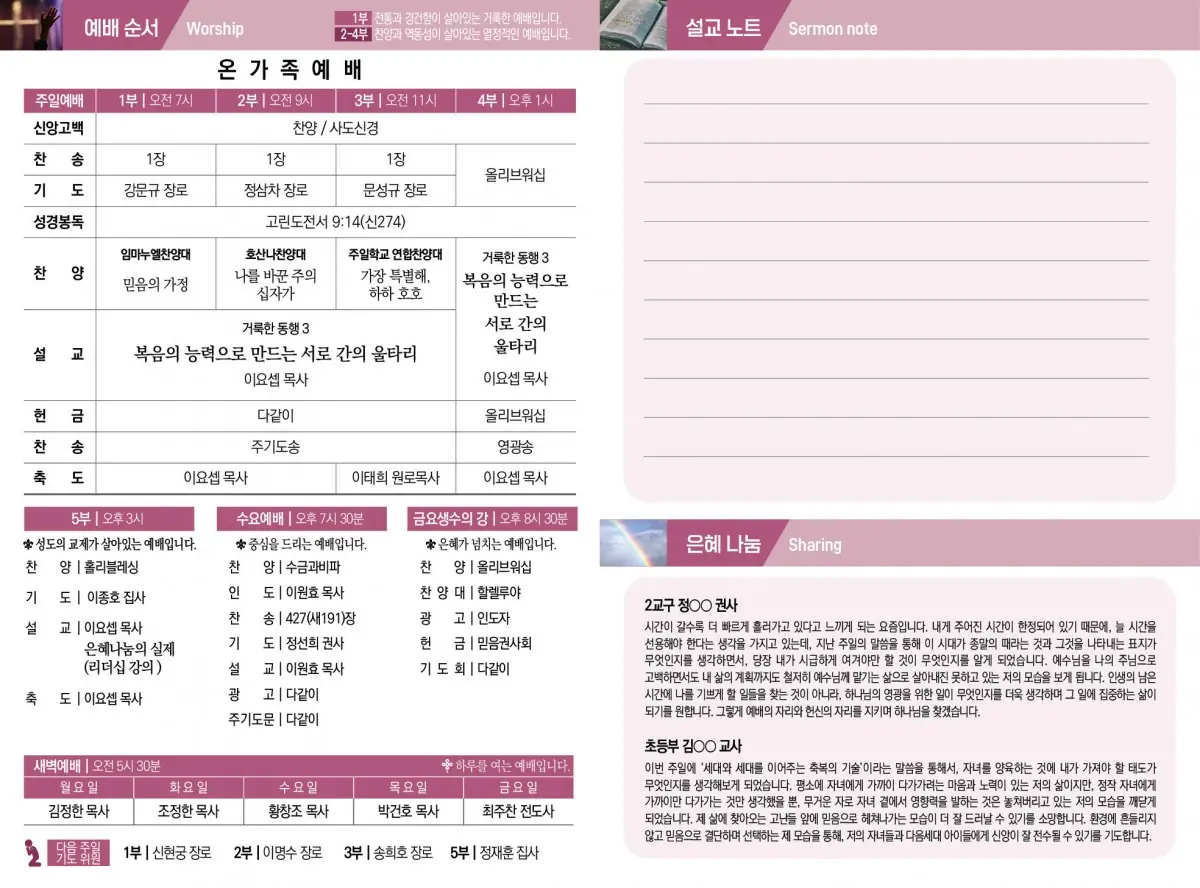 예배 순서 Worship
1부 전통과 경건함이 살아있는 거룩한 예배입니다.
2-4부 찬양과 역동성이 살아있는 열정적인 예배입니다.
온 가 족 예 배
주일예배 1부 | 오전 7시 2부 | 오전 9시 3부 | 오전 11시 4부 | 오후 1시
신앙고백 찬양 / 사도신경
찬 송 1장 1장 1장 올리브워십
기 도 강문규 장로 정삼차 장로 문성규 장로
성경봉독 고린도전서 9:14(신274)
찬 양 임마누엘찬양대 호산나찬양대 주일학교 연합찬양대
믿음의 가정 나를 바꾼 주의 가장 특별해,
십자가 하하 호호
설 교 거룩한 동행 3
복음의 능력으로 만드는 서로 간의 울타리
이요셉 목사
거룩한 동행 3
복음의 능력으로
만드는
서로 간의
울타리
이요셉 목사
헌 금 다같이 올리브워십
찬 송 주기도송 영광송
축 도 이요셉 목사 이태희 원로목사 이요셉 목사
5부 | 오후 3시
성도의 교제가 살아있는 예배입니다.
찬 양 | 홀리블레싱
기 도 | 이종호 집사
설 교 | 이요셉 목사
은혜나눔의 실제
(리더십 강의 )
축 도 | 이요셉 목사
수요예배 | 오후 7시 30분
중심을 드리는 예배입니다.
찬 양 | 수금과비파
인 도 | 이원효 목사
찬 송 | 427(새191)장
기 도 | 정선희 권사
설 교 | 이원효 목사
광 고 | 다같이
주기도문 | 다같이
금요생수의 강 | 오후 8시 30분
은혜가 넘치는 예배입니다.
찬 양 | 올리브워십
찬 양 대 | 할렐루야
광 고 | 인도자
헌 금 | 믿음권사회
기 도 회 | 다같이
새벽예배 | 오전 5시 30분 하루를 여는 예배입니다.
월 요 일 화 요 일 수 요 일 목 요 일 금 요 일
김정한 목사 조정한 목사 황창조 목사 박건호 목사 최주찬 전도사
다음 주일
기도 위원
1부 | 신현궁 장로 2부 | 이명수 장로 3부 | 송희호 장로 5부 | 정재훈 집사
설교 노트 Sermon note
은혜 나눔 Sharing
2교구 정○○ 권사
시간이 갈수록 더 빠르게 흘러가고 있다고 느끼게 되는 요즘입니다. 내게 주어진 시간이 한정되어 있기 때문에, 늘 시간을
선용해야 한다는 생각을 가지고 있는데, 지난 주일의 말씀을 통해 이 시대가 종말의 때라는 것과 그것을 나타내는 표지가
무엇인지를 생각하면서, 당장 내가 시급하게 여겨야만 할 것이 무엇인지를 알게 되었습니다. 예수님을 나의 주님으로
고백하면서도 내 삶의 계획까지도 철저히 예수님께 맡기는 삶으로 살아내진 못하고 있는 저의 모습을 보게 됩니다. 인생의 남은
시간에 나를 기쁘게 할 일들을 찾는 것이 아니라, 하나님의 영광을 위한 일이 무엇인지를 더욱 생각하며 그 일에 집중하는 삶이
되기를 원합니다. 그렇게 예배의 자리와 헌신의 자리를 지키며 하나님을 찾겠습니다.
초등부 김○○ 교사
이번 주일에 ‘세대와 세대를 이어주는 축복의 기술’이라는 말씀을 통해서, 자녀를 양육하는 것에 내가 가져야 할 태도가
무엇인지를 생각해보게 되었습니다. 평소에 자녀에게 가까이 다가가려는 마음과 노력이 있는 저의 삶이지만, 정작 자녀에게
가까이만 다가가는 것만 생각했을 뿐, 무거운 자로 자녀 곁에서 영향력을 발하는 것은 놓쳐버리고 있는 저의 모습을 깨닫게
되었습니다. 제 삶에 찾아오는 고난들 앞에 믿음으로 헤쳐나가는 모습이 더 잘 드러날 수 있기를 소망합니다. 환경에 흔들리지
않고 믿음으로 결단하며 선택하는 제 모습을 통해, 저의 자녀들과 다음세대 아이들에게 신앙이 잘 전수될 수 있기를 기도합니다.